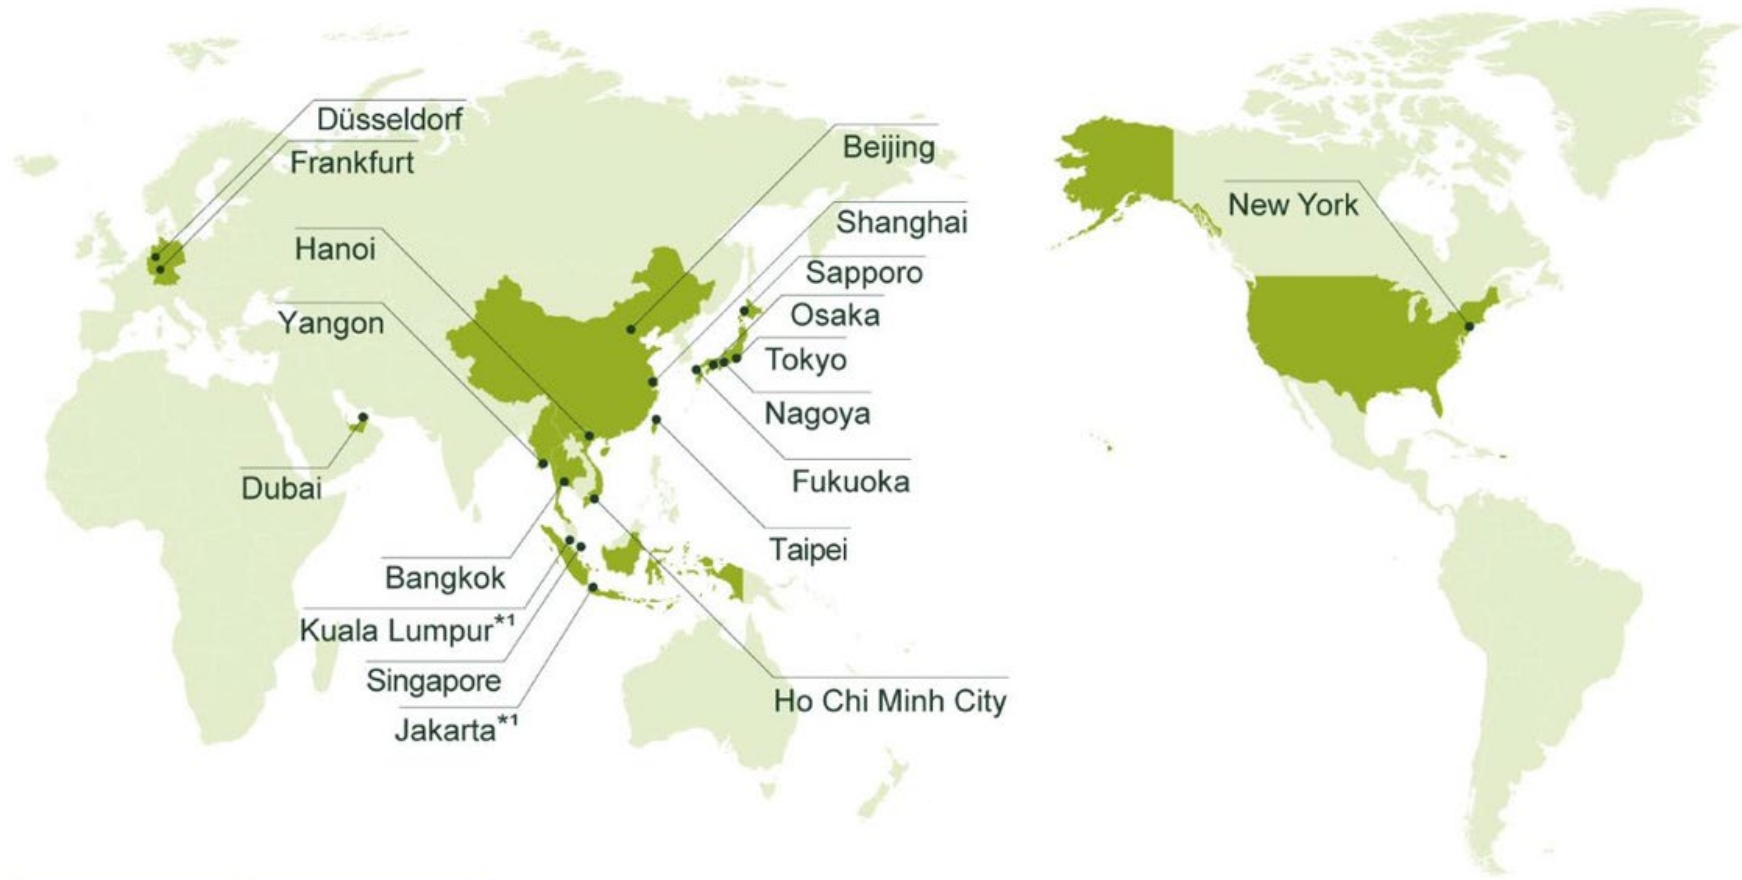 Düsseldorf
Frankfurt
Hanoi
Yangon
Dubai
Bangkok
Kuala Lumpur*1
Singapore
Jakarta*1
Beijing
Shanghai
Sapporo
Osaka
Tokyo
Nagoya
Fukuoka
Taipei
Ho Chi Minh City
New York